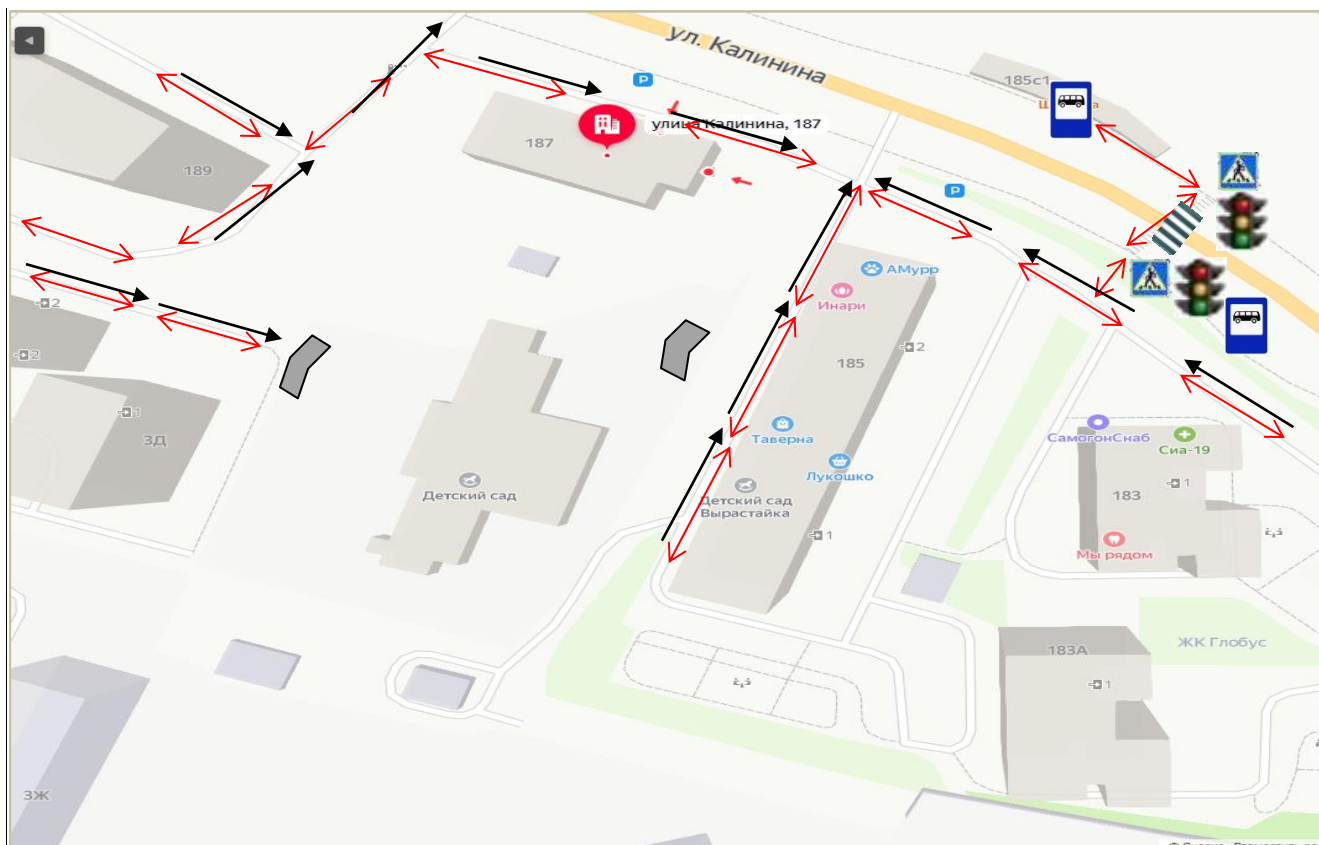 ул. Калинина
185с1
P
улица Калинина, 187
187
189
P
АМурр
Инари
2
2
2
185
1
3Д
Таверна
СамогонСнаб
Сиа-19
Лукошко
Детский сад
Детский сад
Вырастайка
183
1
1
Мы рядом
ЖК Глобус
183А
1
3Ж